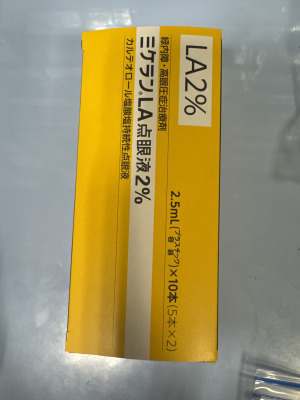 LA2%
緑内障・高眼圧症治療剤
ミケラン®LA点眼液2%
カルテオロール塩酸塩持続性点眼液
2.5mL(プラスチック容器)×10本(5本×2)